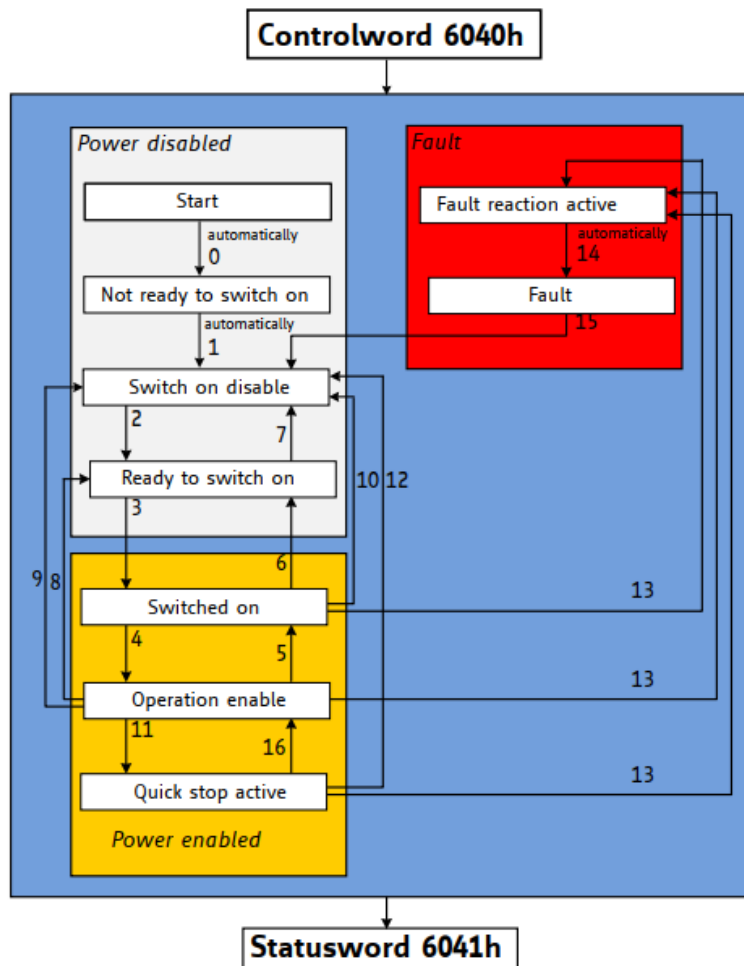 Controlword 6040h
Power disabled
Start
automatically
0
Not ready to switch on
automatically
1
Switch on disable
2
7
Ready to switch on
3
6
Switched on
4
5
Operation enable
11
16
Quick stop active
Power enabled
9
8
10
12
Fault
Fault reaction active
automatically
14
Fault
15
13
13
13
Statusword 6041h